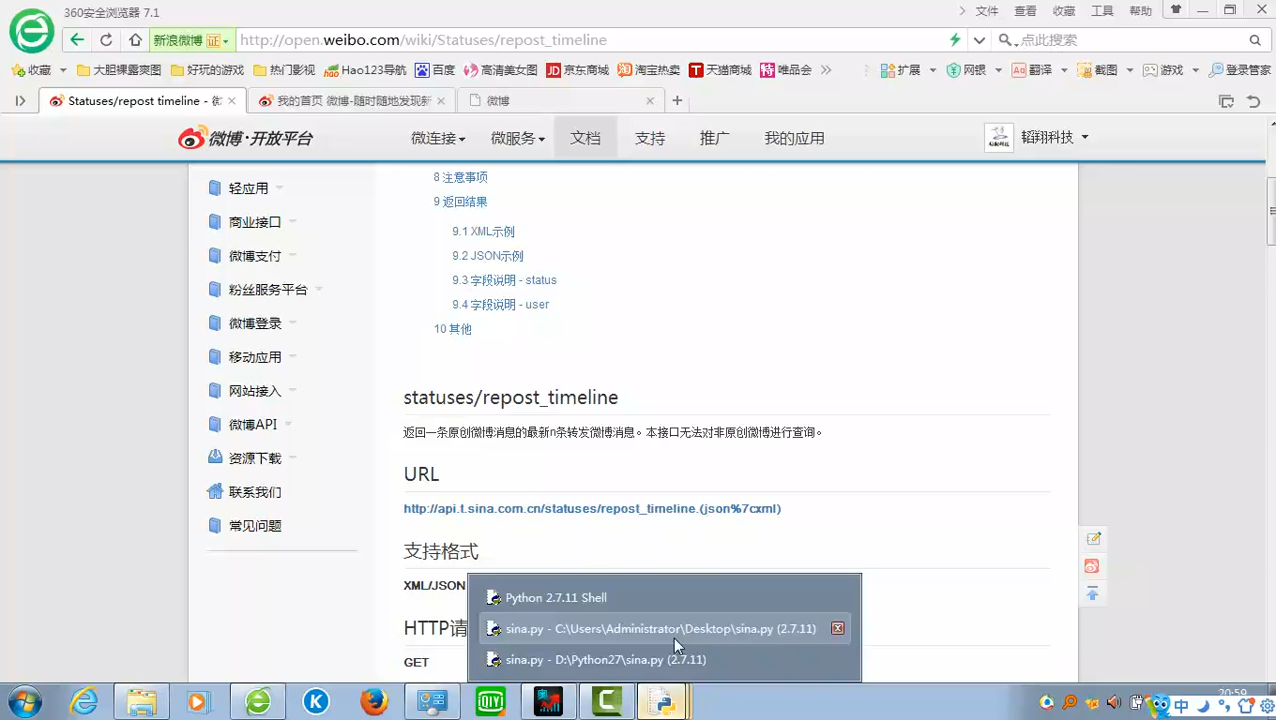 360安全浏览器 7.1
文件 查看 收藏 工具 帮助
新浪微博 证 http://open.weibo.com/wiki/Statuses/repost_timeline 点此搜索
收藏 大胆裸露爽图 好玩的游戏 热门影视 Hao123导航 百度 高清美女图 京东商城 淘宝热卖 天猫商城 唯品会 扩展 网银 翻译 截图 游戏 登录管家
Statuses/repost timeline - 我的首页 微博-随时随地发现新 微博
微博·开放平台 微连接 微服务 文档 支持 推广 我的应用 韬翔科技
8 注意事项
轻应用
9 返回结果
商业接口
9.1 XML示例
微博支付
9.2 JSON示例
9.3 字段说明 - status
粉丝服务平台
9.4 字段说明 - user
微博登录
10 其他
移动应用
网站接入
statuses/repost_timeline
微博API
返回一条原创微博消息的最新n条转发微博消息。本接口无法对非原创微博进行查询。
资源下载
URL
联系我们
http://api.t.sina.com.cn/statuses/repost_timeline.(json%7cxml)
常见问题
支持格式
XML/JSON
Python 2.7.11 Shell
HTTP请
sina.py - C:\Users\Administrator\Desktop\sina.py (2.7.11)
GET
sina.py - D:\Python27\sina.py (2.7.11)
DIY
中
20:59